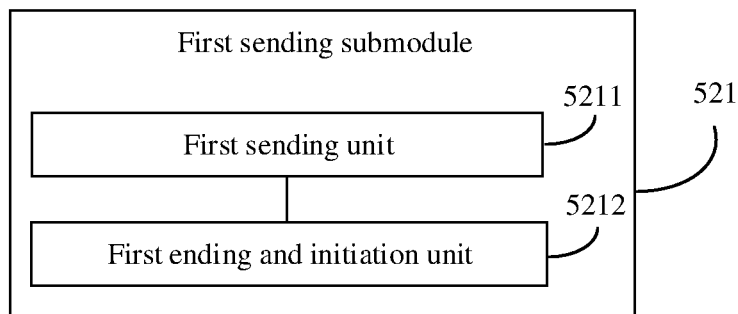 First sending submodule
5211
521
First sending unit
5212
First ending and initiation unit